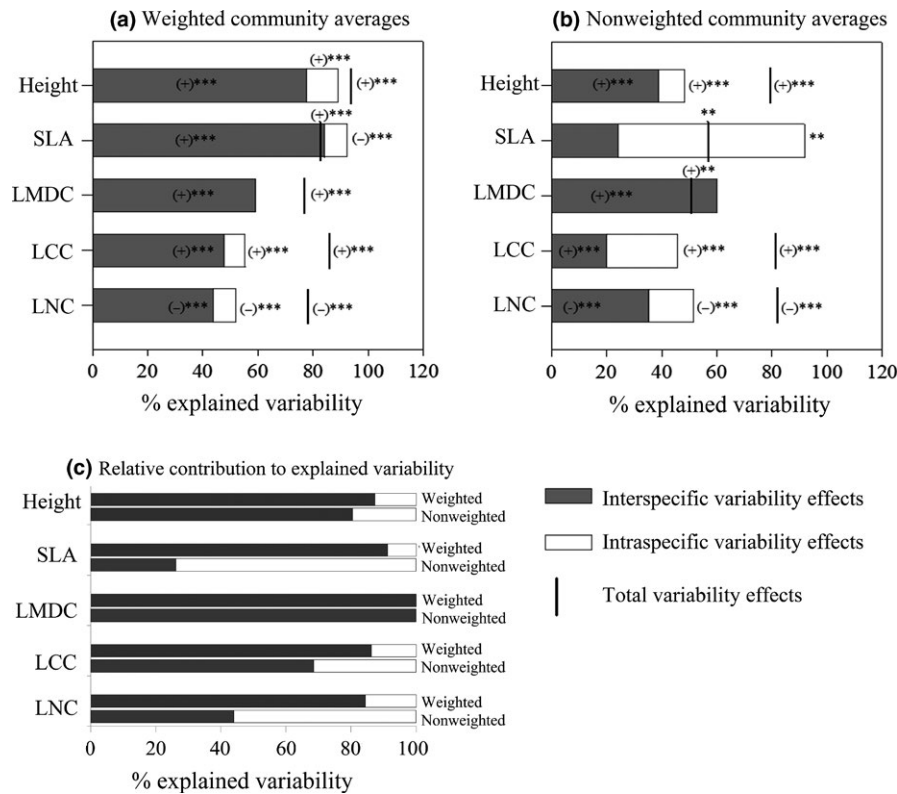 (a) Weighted community averages
(+)***
Height (+)*** (+)***
(+)***
SLA (+)*** (–)***
LMDC (+)*** (+)***
LCC (+)*** (+)*** (+)***
LNC (–)*** (–)*** (–)***
0 20 40 60 80 100 120
% explained variability
(b) Nonweighted community averages
Height (+)*** (+)*** (+)***
**
SLA **
(+)**
LMDC (+)***
LCC (+)*** (+)*** (+)***
LNC (-)*** (–)*** (–)***
0 20 40 60 80 100 120
% explained variability
(c) Relative contribution to explained variability
Height Weighted
Nonweighted
SLA Weighted
Nonweighted
LMDC Weighted
Nonweighted
LCC Weighted
Nonweighted
LNC Weighted
Nonweighted
0 20 40 60 80 100
% explained variability
Interspecific variability effects
Intraspecific variability effects
Total variability effects